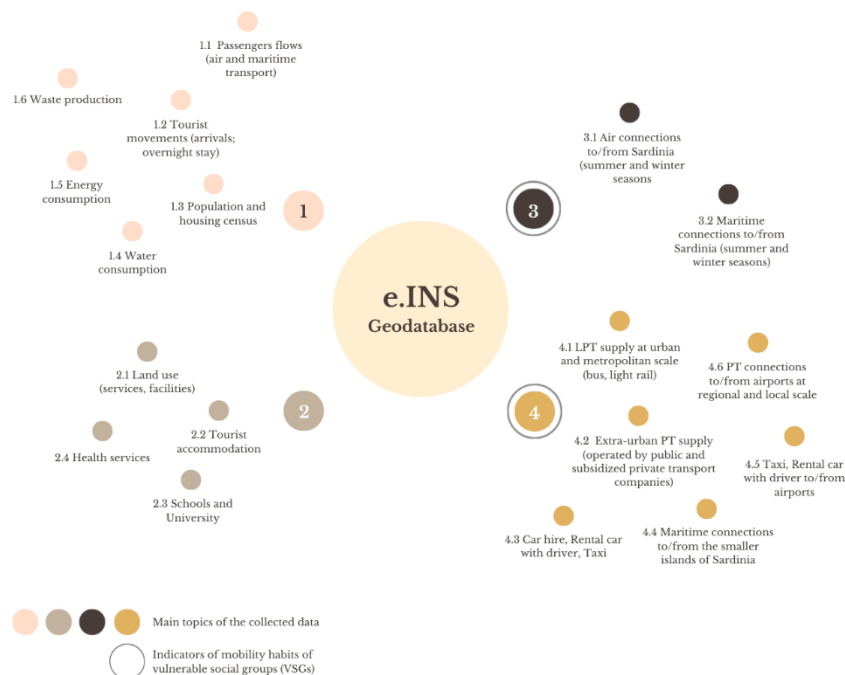 1.1 Passengers flows
(air and maritime
transport)
1.6 Waste production
1.2 Tourist
movements (arrivals;
overnight stay)
1.5 Energy
consumption
1.3 Population and
housing census
1.4 Water
consumption
1
3.1 Air connections
to/from Sardinia
(summer and winter
seasons
3.2 Maritime
connections to/from
Sardinia (summer and
winter seasons)
3
e.INS
Geodatabase
2.1 Land use
(services, facilities)
2.2 Tourist
accommodation
2.4 Health services
2.3 Schools and
University
2
4.1 LPT supply at urban
and metropolitan scale
(bus, light rail)
4.6 PT connections
to/from airports at
regional and local scale
4
4.2 Extra-urban PT supply
(operated by public and
subsidized private transport
companies)
4.5 Taxi, Rental car
with driver to/from
airports
4.3 Car hire, Rental car
with driver, Taxi
4.4 Maritime connections
to/from the smaller
islands of Sardinia
Main topics of the collected data
Indicators of mobility habits of
vulnerable social groups (VSGs)